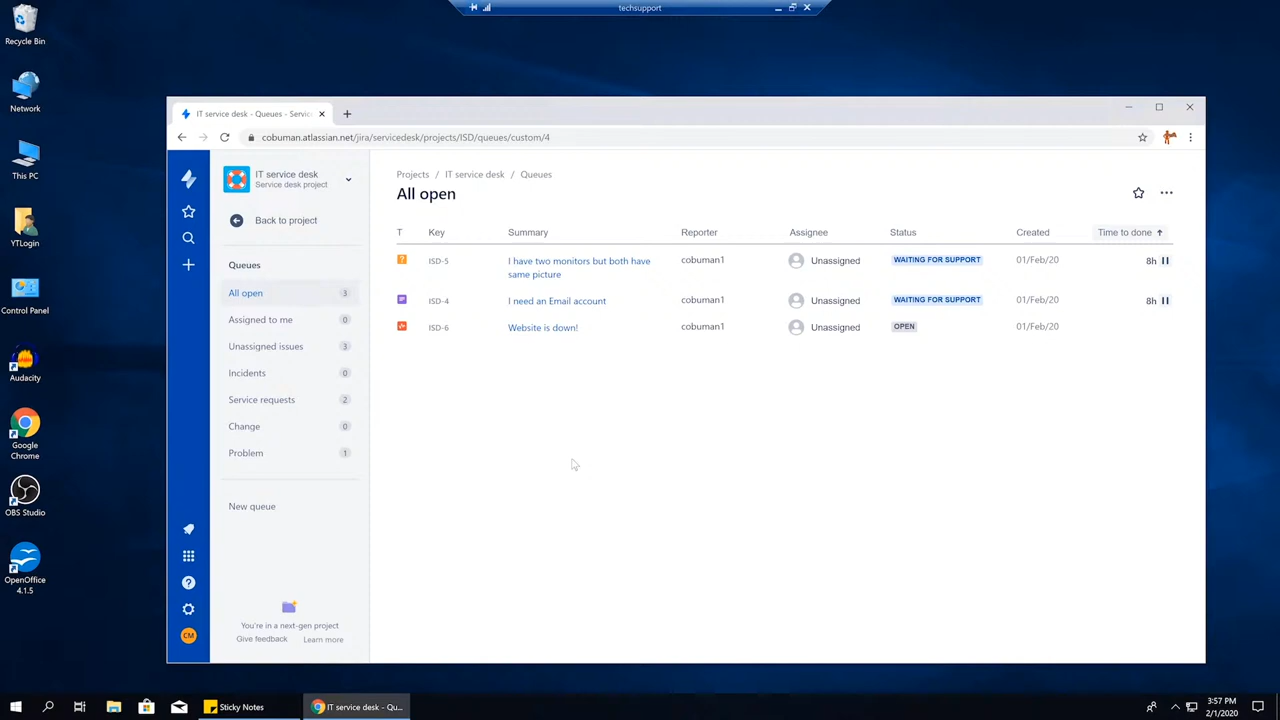 techsupport
Recycle Bin
Network
This PC
YTLogin
Control Panel
Audacity
Google
Chrome
OBS Studio
OpenOffice
4.1.5
IT service desk - Queues - Servic
cobuman.atlassian.net/jira/servicedesk/projects/ISD/queues/custom/4
IT service desk
Service desk project
Back to project
Queues
All open 3
Assigned to me 0
Unassigned issues 3
Incidents 0
Service requests 2
Change 0
Problem 1
New queue
You're in a next-gen project
Give feedback Learn more
CM
Projects / IT service desk / Queues
All open
T Key Summary Reporter Assignee Status Created Time to done
ISD-5 I have two monitors but both have cobuman1 Unassigned WAITING FOR SUPPORT 01/Feb/20 8h
same picture
ISD-4 I need an Email account cobuman1 Unassigned WAITING FOR SUPPORT 01/Feb/20 8h
ISD-6 Website is down! cobuman1 Unassigned OPEN 01/Feb/20
Sticky Notes
IT service desk - Qu...
3:57 PM
2/1/2020